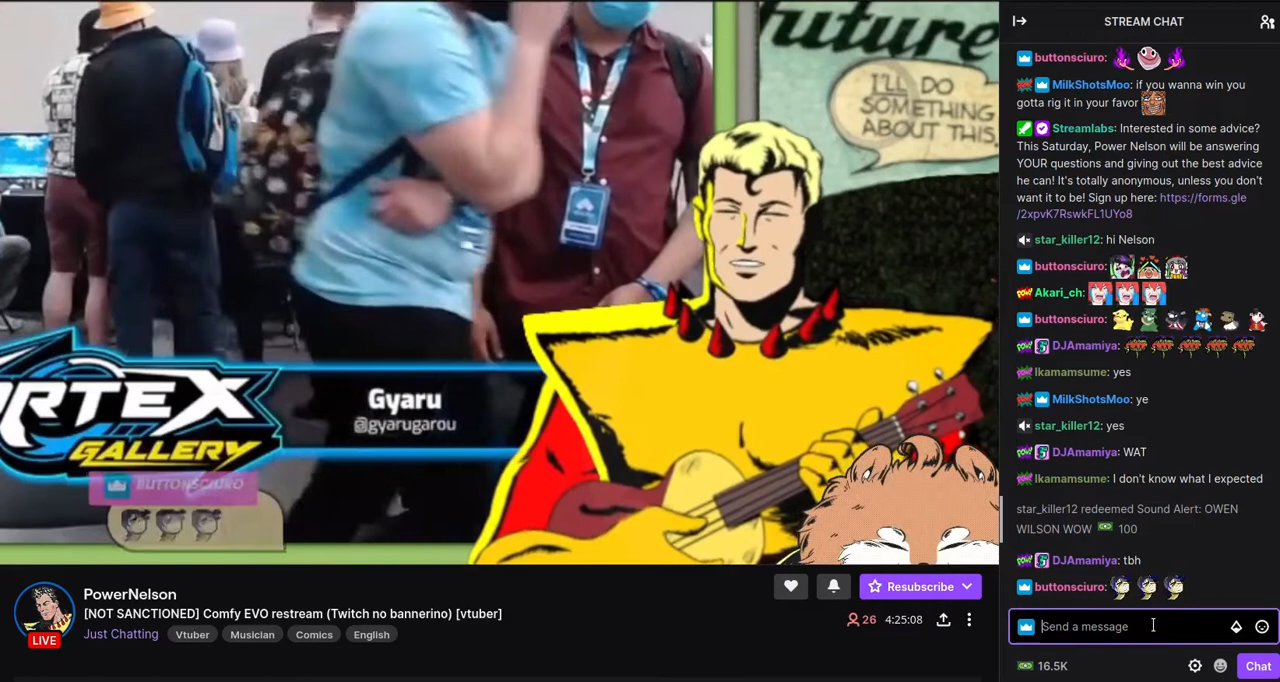 future
I'LL DO
SOMETHING
ABOUT THIS.
RTEX
GALLERY
Gyaru
@gyarugarou
BUTTONSCIURO
PowerNelson
[NOT SANCTIONED] Comfy EVO restream (Twitch no bannerino) [vtuber]
LIVE
Just Chatting
Vtuber
Musician
Comics
English
Resubscribe
26
4:25:08
STREAM CHAT
buttonsciuro:
MilkShotsMoo: if you wanna win you
gotta rig it in your favor
Streamlabs: Interested in some advice?
This Saturday, Power Nelson will be answering
YOUR questions and giving out the best advice
he can! It's totally anonymous, unless you don't
want it to be! Sign up here: https://forms.gle
/2xpvK7RswkFL1UYo8
star_killer12: hi Nelson
buttonsciuro:
POW! Akari_ch:
buttonsciuro:
POW! DJAmamiya:
Ikamamsume: yes
MilkShotsMoo: ye
star_killer12: yes
POW! DJAmamiya: WAT
Ikamamsume: I don't know what I expected
star_killer12 redeemed Sound Alert: OWEN
WILSON WOW 100
POW! DJAmamiya: tbh
buttonsciuro:
Send a message
16.5K
Chat